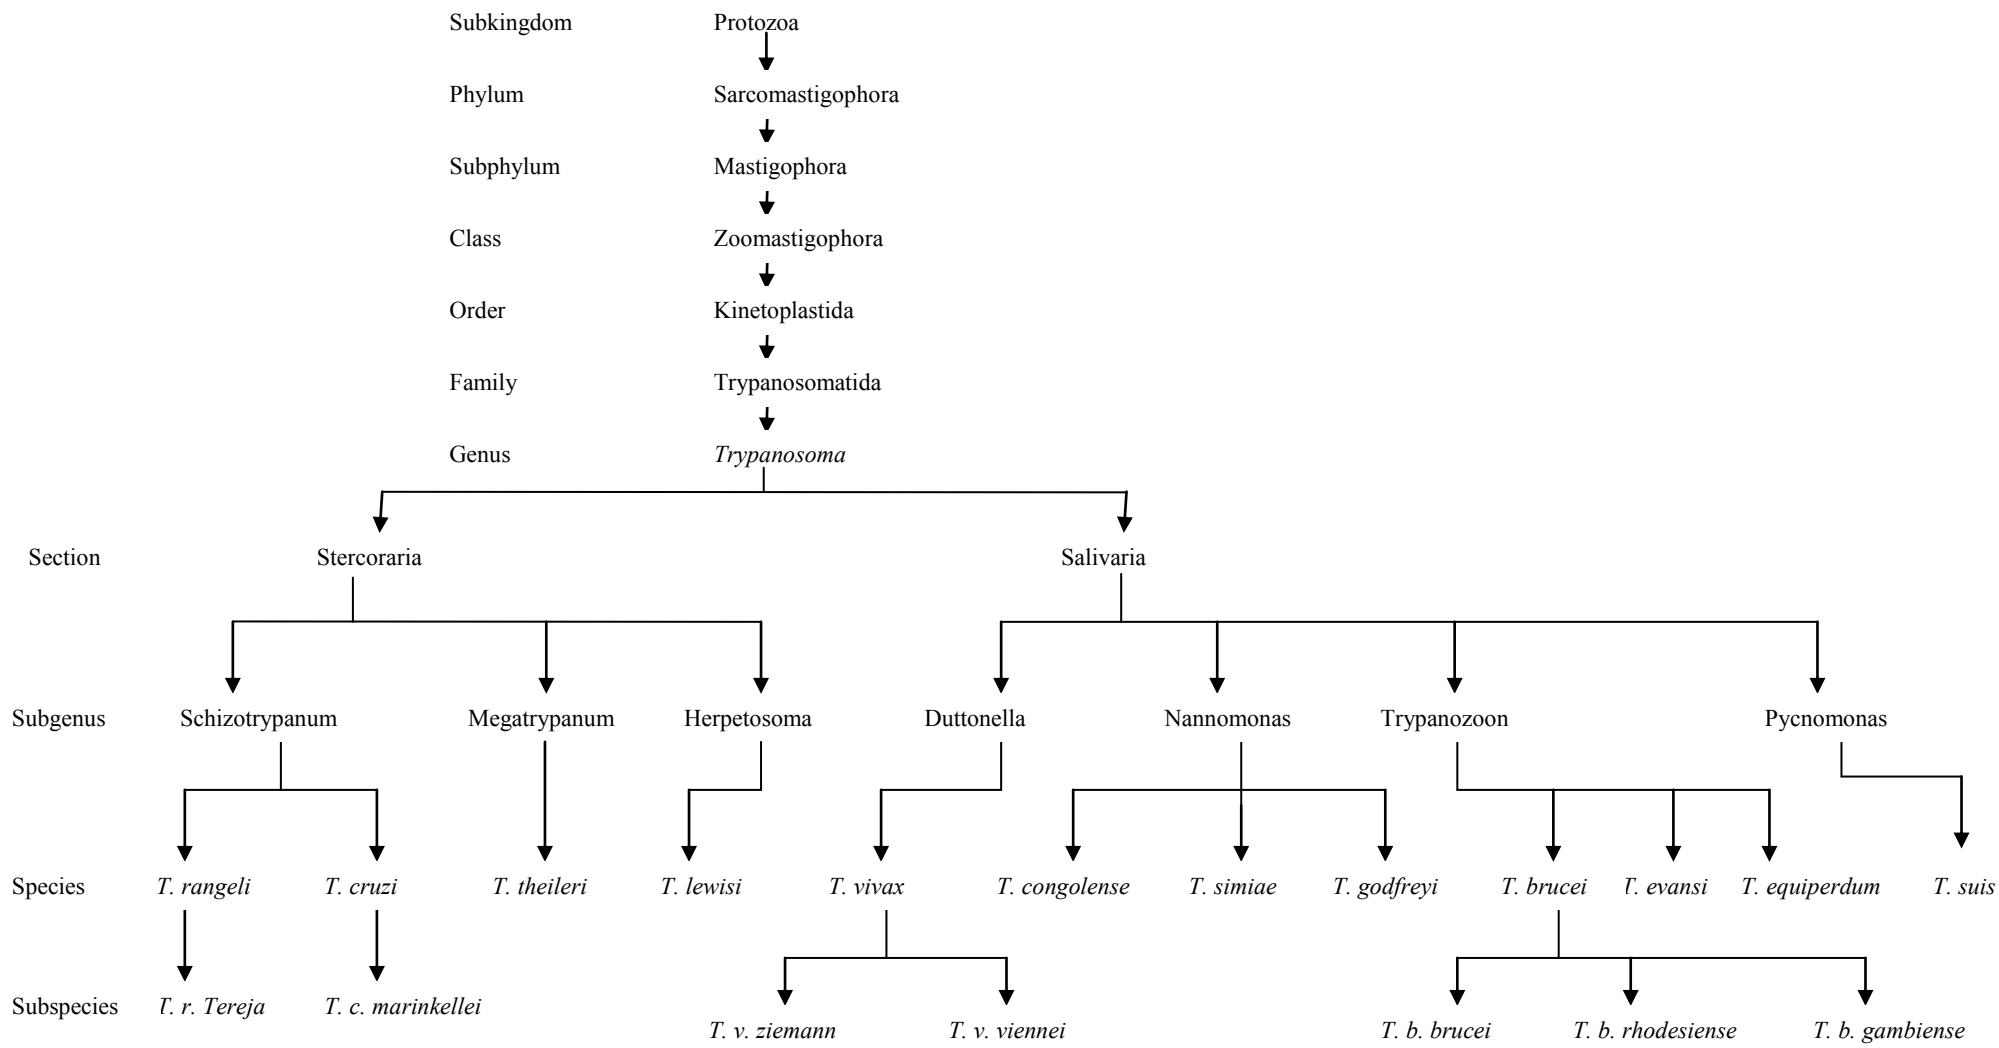 Subkingdom Protozoa
Phylum Sarcomastigophora
Subphylum Mastigophora
Class Zoomastigophora
Order Kinetoplastida
Family Trypanosomatida
Genus Trypanosoma
Section Stercoraria Salivaria
Subgenus Schizotrypanum Megatrypanum Herpetosoma Duttonella Nannomonas Trypanozoon Pycnomonas
Species T. rangeli T. cruzi T. theileri T. lewisi T. vivax T. congolense T. simiae T. godfreyi T. brucei T. evansi T. equiperdum T. suis
Subspecies T. r. Tereja T. c. marinkellei
T. v. ziemann T. v. viennei T. b. brucei T. b. rhodesiense T. b. gambiense